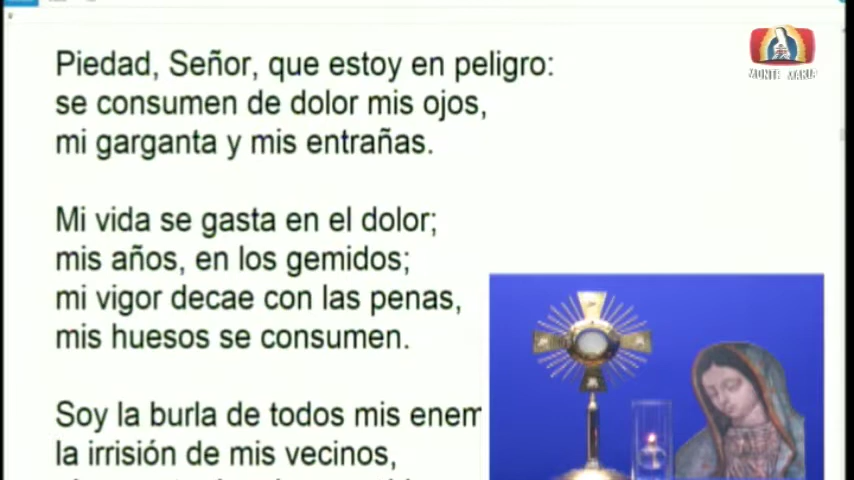 Piedad, Señor, que estoy en peligro:
se consumen de dolor mis ojos,
mi garganta y mis entrañas.
Mi vida se gasta en el dolor;
mis años, en los gemidos;
mi vigor decae con las penas,
mis huesos se consumen.
Soy la burla de todos mis enem
la irrisión de mis vecinos,
MONTE MARIA